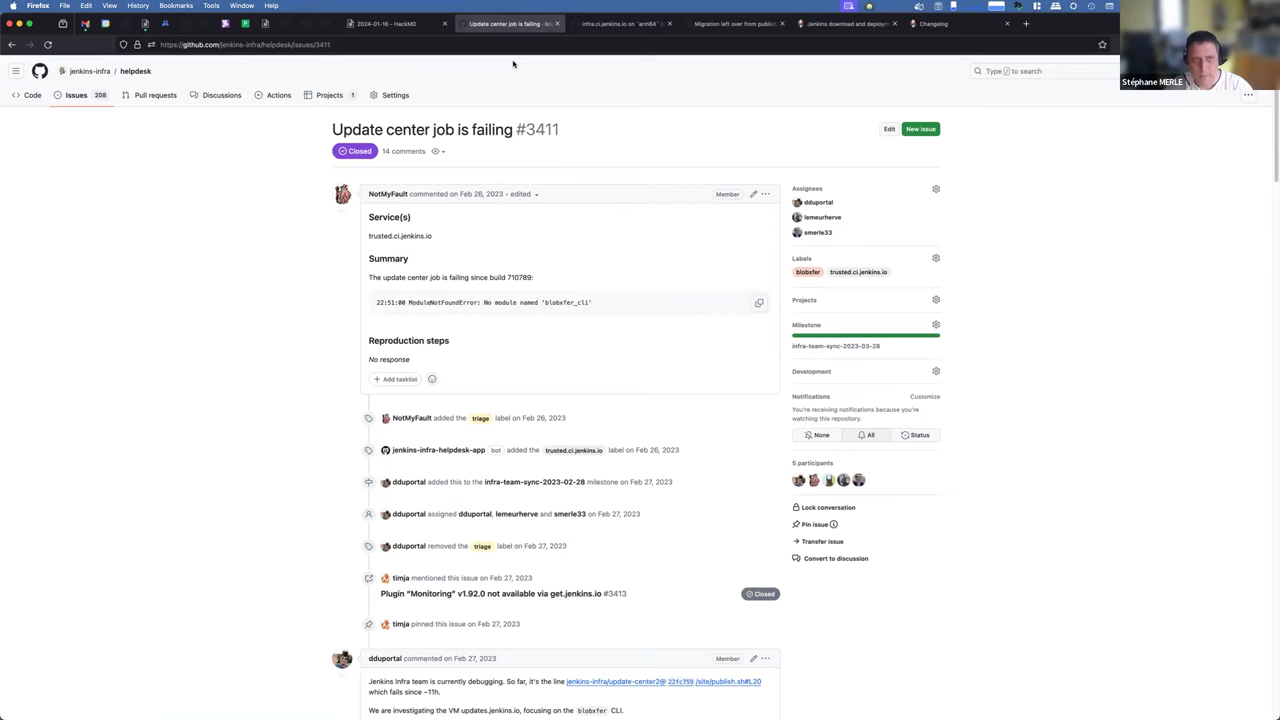 Firefox File Edit View History Bookmarks Tools Window Help
2024-01-16 - HackMD
Update center job is failing
infra.ci.jenkins.io on `arm64`
Migration left over from public
Jenkins download and deploym
Changelog
https://github.com/jenkins-infra/helpdesk/issues/3411
jenkins-infra / helpdesk
Type / to search
Stéphane MERLE
Code Issues 208 Pull requests Discussions Actions Projects 1 Settings
Update center job is failing #3411
Edit New issue
Closed 14 comments
NotMyFault commented on Feb 26, 2023 • edited
Member
Service(s)
trusted.ci.jenkins.io
Summary
The update center job is failing since build 710789:
22:51:00 ModuleNotFoundError: No module named 'blobxfer_cli'
Reproduction steps
No response
+ Add tasklist
NotMyFault added the triage label on Feb 26, 2023
jenkins-infra-helpdesk-app bot added the trusted.ci.jenkins.io label on Feb 26, 2023
dduportal added this to the infra-team-sync-2023-02-28 milestone on Feb 27, 2023
dduportal assigned dduportal, lemeurherve and smerle33 on Feb 27, 2023
dduportal removed the triage label on Feb 27, 2023
timja mentioned this issue on Feb 27, 2023
Plugin "Monitoring" v1.92.0 not available via get.jenkins.io #3413
Closed
timja pinned this issue on Feb 27, 2023
dduportal commented on Feb 27, 2023
Member
Jenkins Infra team is currently debugging. So far, it's the line jenkins-infra/update-center2@ 22fc759 /site/publish.sh#L20
which fails since ~11h.
We are investigating the VM updates.jenkins.io, focusing on the blobxfer CLI.
Assignees
dduportal
lemeurherve
smerle33
Labels
blobxfer trusted.ci.jenkins.io
Projects
Milestone
infra-team-sync-2023-03-28
Development
Notifications Customize
You're receiving notifications because you're
watching this repository.
None All Status
5 participants
Lock conversation
Pin issue
Transfer issue
Convert to discussion